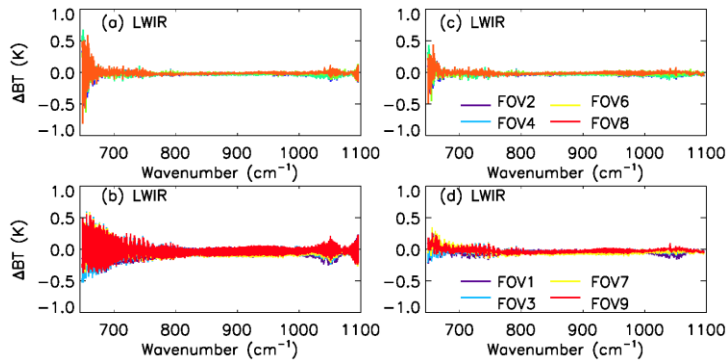 (a) LWIR
1.0
0.5
0.0
−0.5
−1.0
ΔBT (K)
700 800 900 1000 1100
Wavenumber (cm⁻¹)
(c) LWIR
1.0
0.5
0.0
−0.5
−1.0
FOV2 FOV6
FOV4 FOV8
700 800 900 1000 1100
Wavenumber (cm⁻¹)
(b) LWIR
1.0
0.5
0.0
−0.5
−1.0
ΔBT (K)
700 800 900 1000 1100
Wavenumber (cm⁻¹)
(d) LWIR
1.0
0.5
0.0
−0.5
−1.0
FOV1 FOV7
FOV3 FOV9
700 800 900 1000 1100
Wavenumber (cm⁻¹)